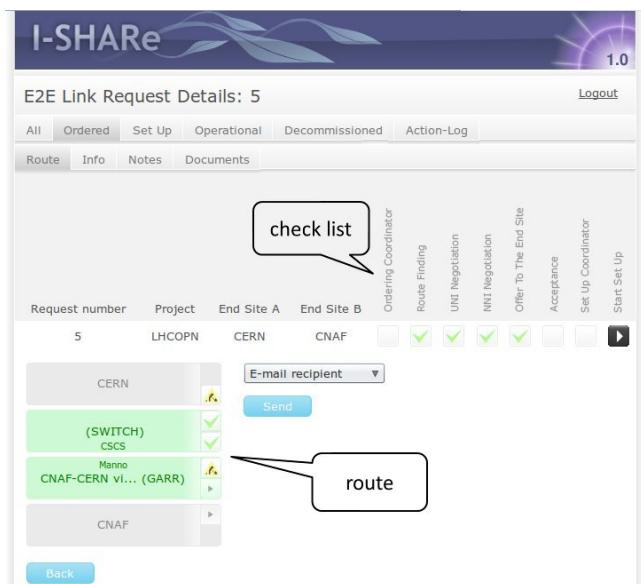 I-SHARe
1.0
E2E Link Request Details: 5
Logout
All Ordered Set Up Operational Decommissioned Action-Log
Route Info Notes Documents
check list
Request number Project End Site A End Site B Ordering Coordinator Route Finding UNI Negotiation NNI Negotiation Offer To The End Site Acceptance Set Up Coordinator Start Set Up
5 LHCOPN CERN CNAF
CERN
E-mail recipient
Send
(SWITCH)
CSCS
Manno
CNAF-CERN vi... (GARR)
route
CNAF
Back